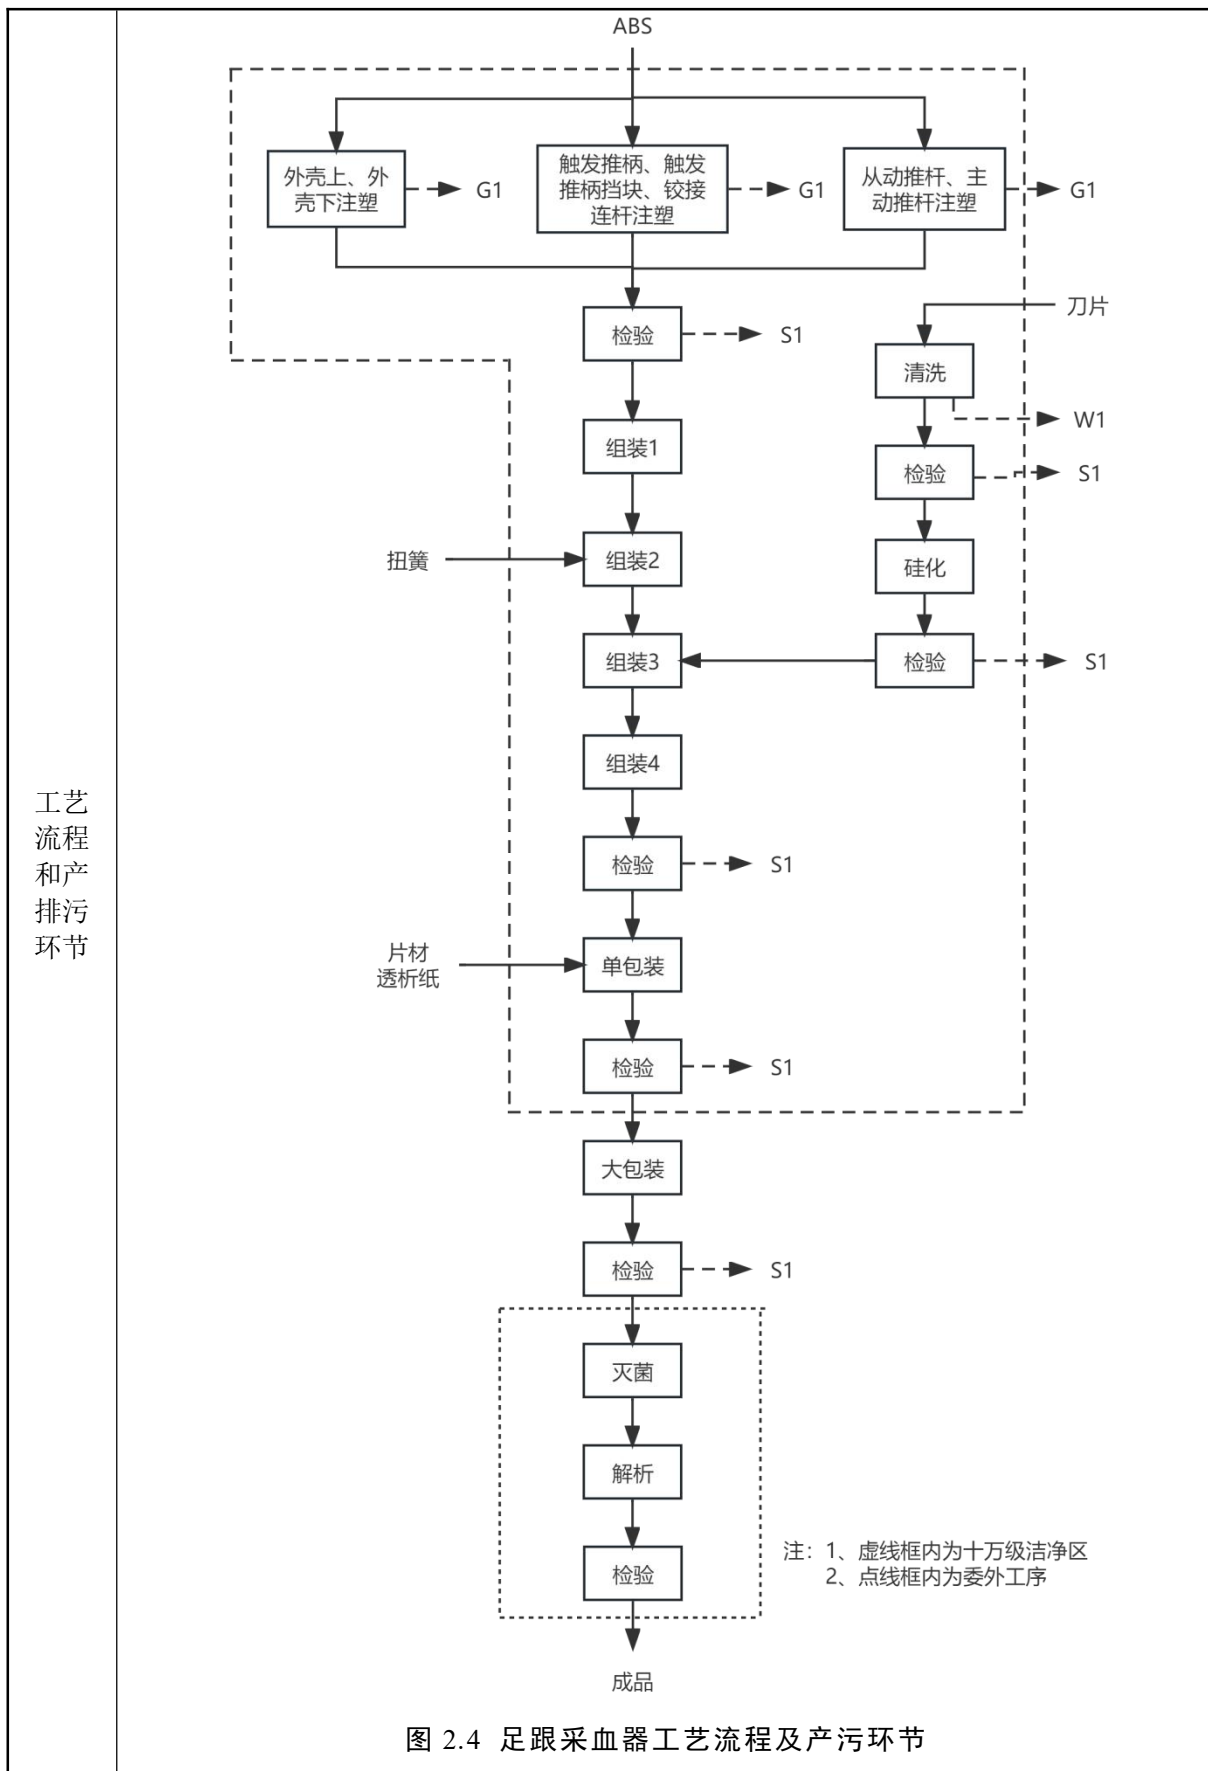 ABS
外壳上、外
壳下注塑
G1
触发推柄、触发
推柄挡块、铰接
连杆注塑
G1
从动推杆、主
动推杆注塑
G1
检验
S1
刀片
清洗
W1
组装1
检验
S1
扭簧
组装2
硅化
组装3
检验
S1
组装4
工艺
流程
和产
排污
环节
检验
S1
片材
透析纸
单包装
检验
S1
大包装
检验
S1
灭菌
解析
检验
注：1、虚线框内为十万级洁净区
2、点线框内为委外工序
成品
图 2.4 足跟采血器工艺流程及产污环节